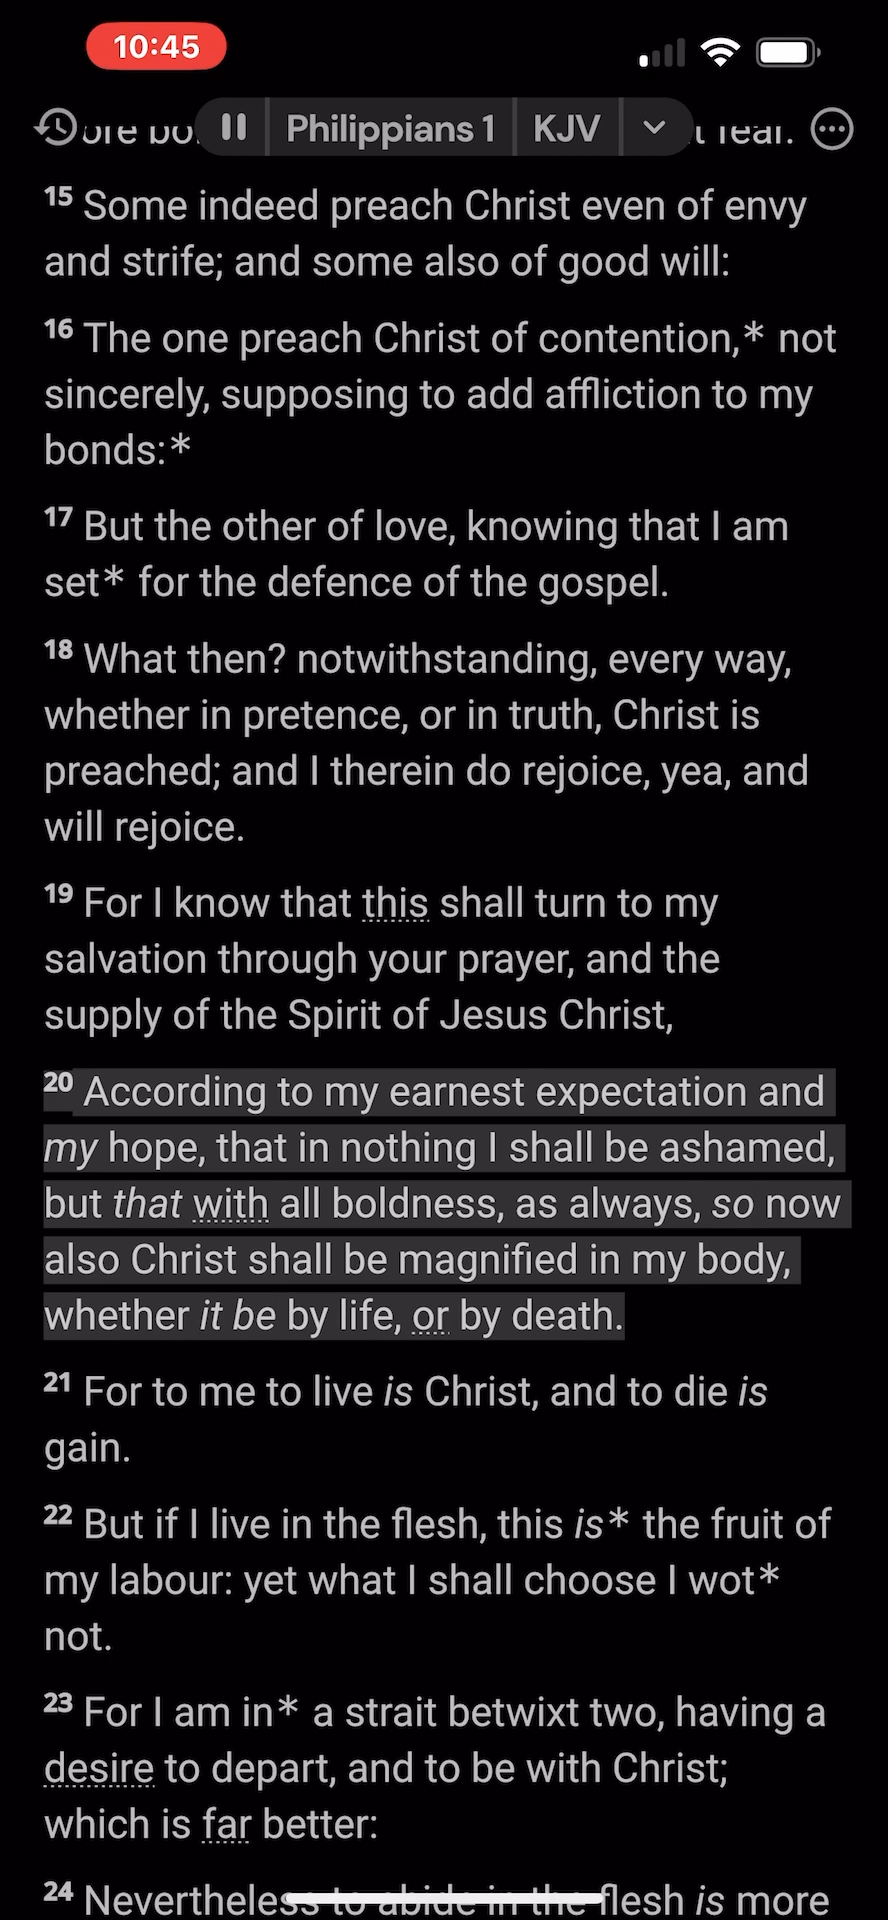 10:45
Philippians 1 KJV
fear.
15 Some indeed preach Christ even of envy
and strife; and some also of good will:
16 The one preach Christ of contention,* not
sincerely, supposing to add affliction to my
bonds:*
17 But the other of love, knowing that I am
set* for the defence of the gospel.
18 What then? notwithstanding, every way,
whether in pretence, or in truth, Christ is
preached; and I therein do rejoice, yea, and
will rejoice.
19 For I know that this shall turn to my
salvation through your prayer, and the
supply of the Spirit of Jesus Christ,
20 According to my earnest expectation and
my hope, that in nothing I shall be ashamed,
but that with all boldness, as always, so now
also Christ shall be magnified in my body,
whether it be by life, or by death.
21 For to me to live is Christ, and to die is
gain.
22 But if I live in the flesh, this is* the fruit of
my labour: yet what I shall choose I wot*
not.
23 For I am in* a strait betwixt two, having a
desire to depart, and to be with Christ;
which is far better:
24 Nevertheless to abide in the flesh is more